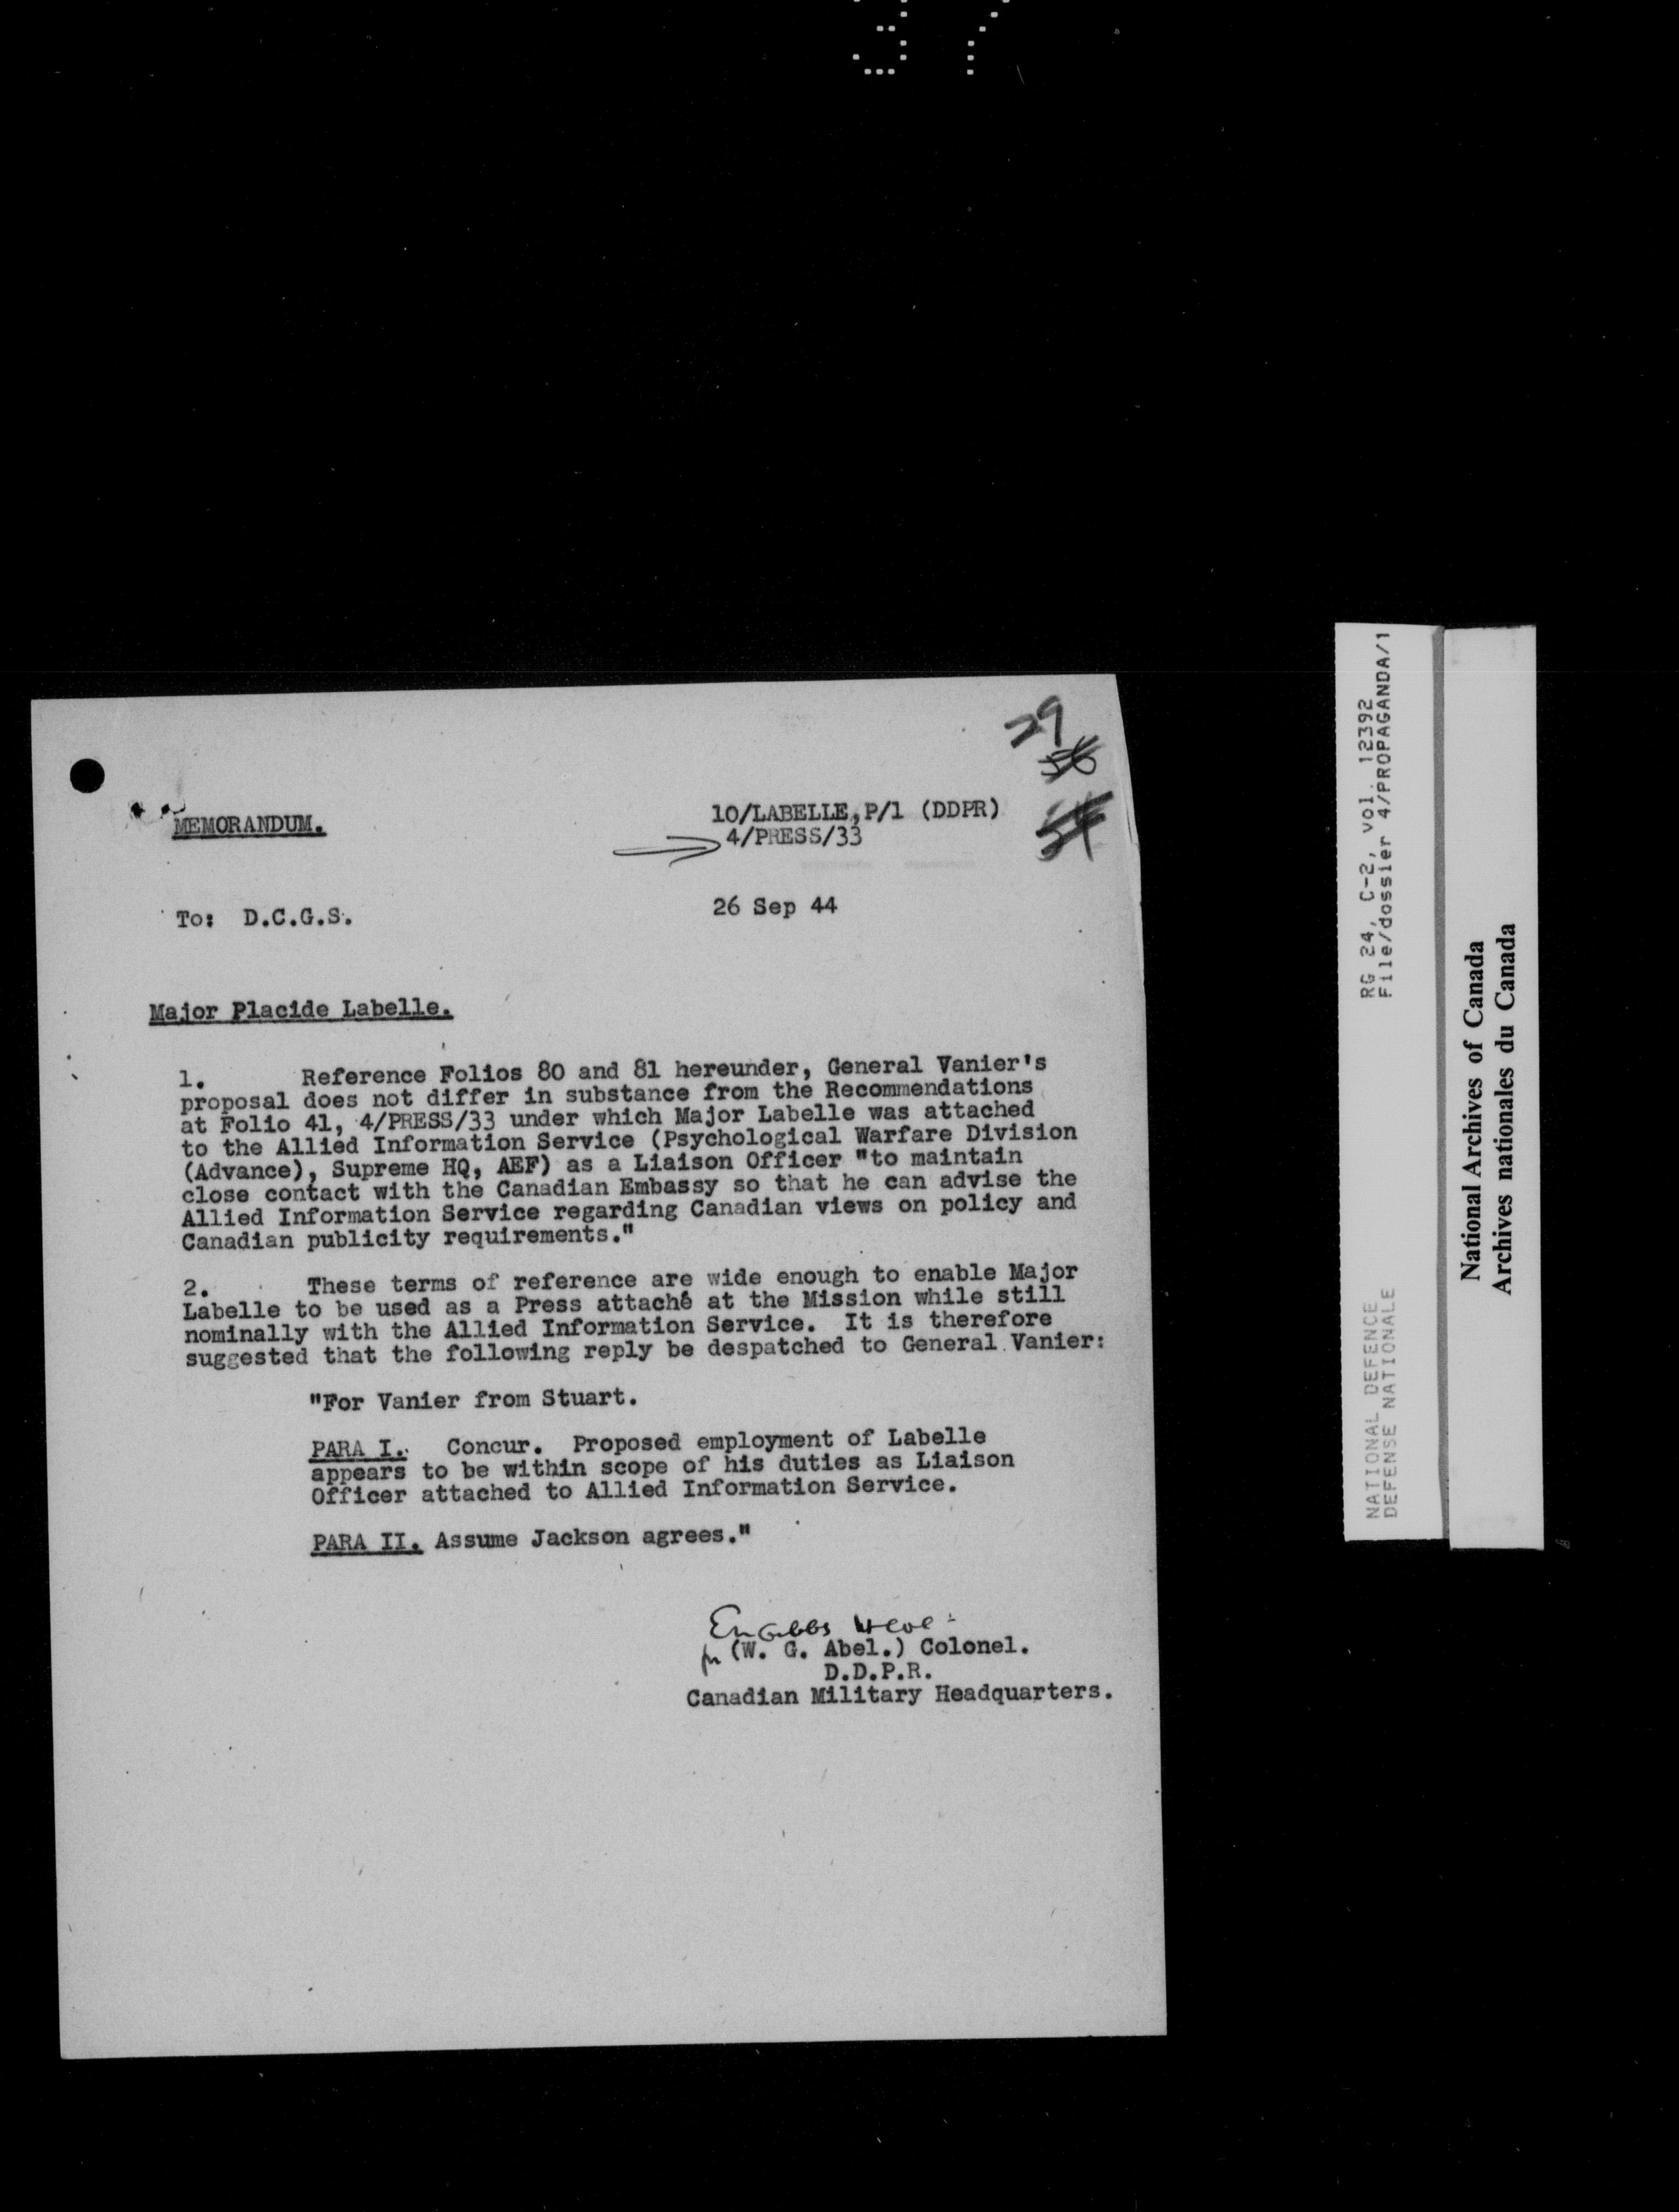 29
MEMORANDUM.
10/LABELLE,P/1 (DDPR)
4/PRESS/33
To: D.C.G.S.
26 Sep 44
Major Placide Labelle.
1. Reference Folios 80 and 81 hereunder, General Vanier's
proposal does not differ in substance from the Recommendations
at Folio 41, 4/PRESS/33 under which Major Labelle was attached
to the Allied Information Service (Psychological Warfare Division
(Advance), Supreme HQ, AEF) as a Liaison Officer "to maintain
close contact with the Canadian Embassy so that he can advise the
Allied Information Service regarding Canadian views on policy and
Canadian publicity requirements."
2. These terms of reference are wide enough to enable Major
Labelle to be used as a Press attaché at the Mission while still
nominally with the Allied Information Service. It is therefore
suggested that the following reply be despatched to General Vanier:
"For Vanier from Stuart.
PARA I. Concur. Proposed employment of Labelle
appears to be within scope of his duties as Liaison
Officer attached to Allied Information Service.
PARA II. Assume Jackson agrees."
(W. G. Abel.) Colonel.
D.D.P.R.
Canadian Military Headquarters.
RG 24, C-2, vol. 12392
File/dossier 4/PROPAGANDA/1
NATIONAL DEFENCE
DEFENSE NATIONALE
National Archives of Canada
Archives nationales du Canada